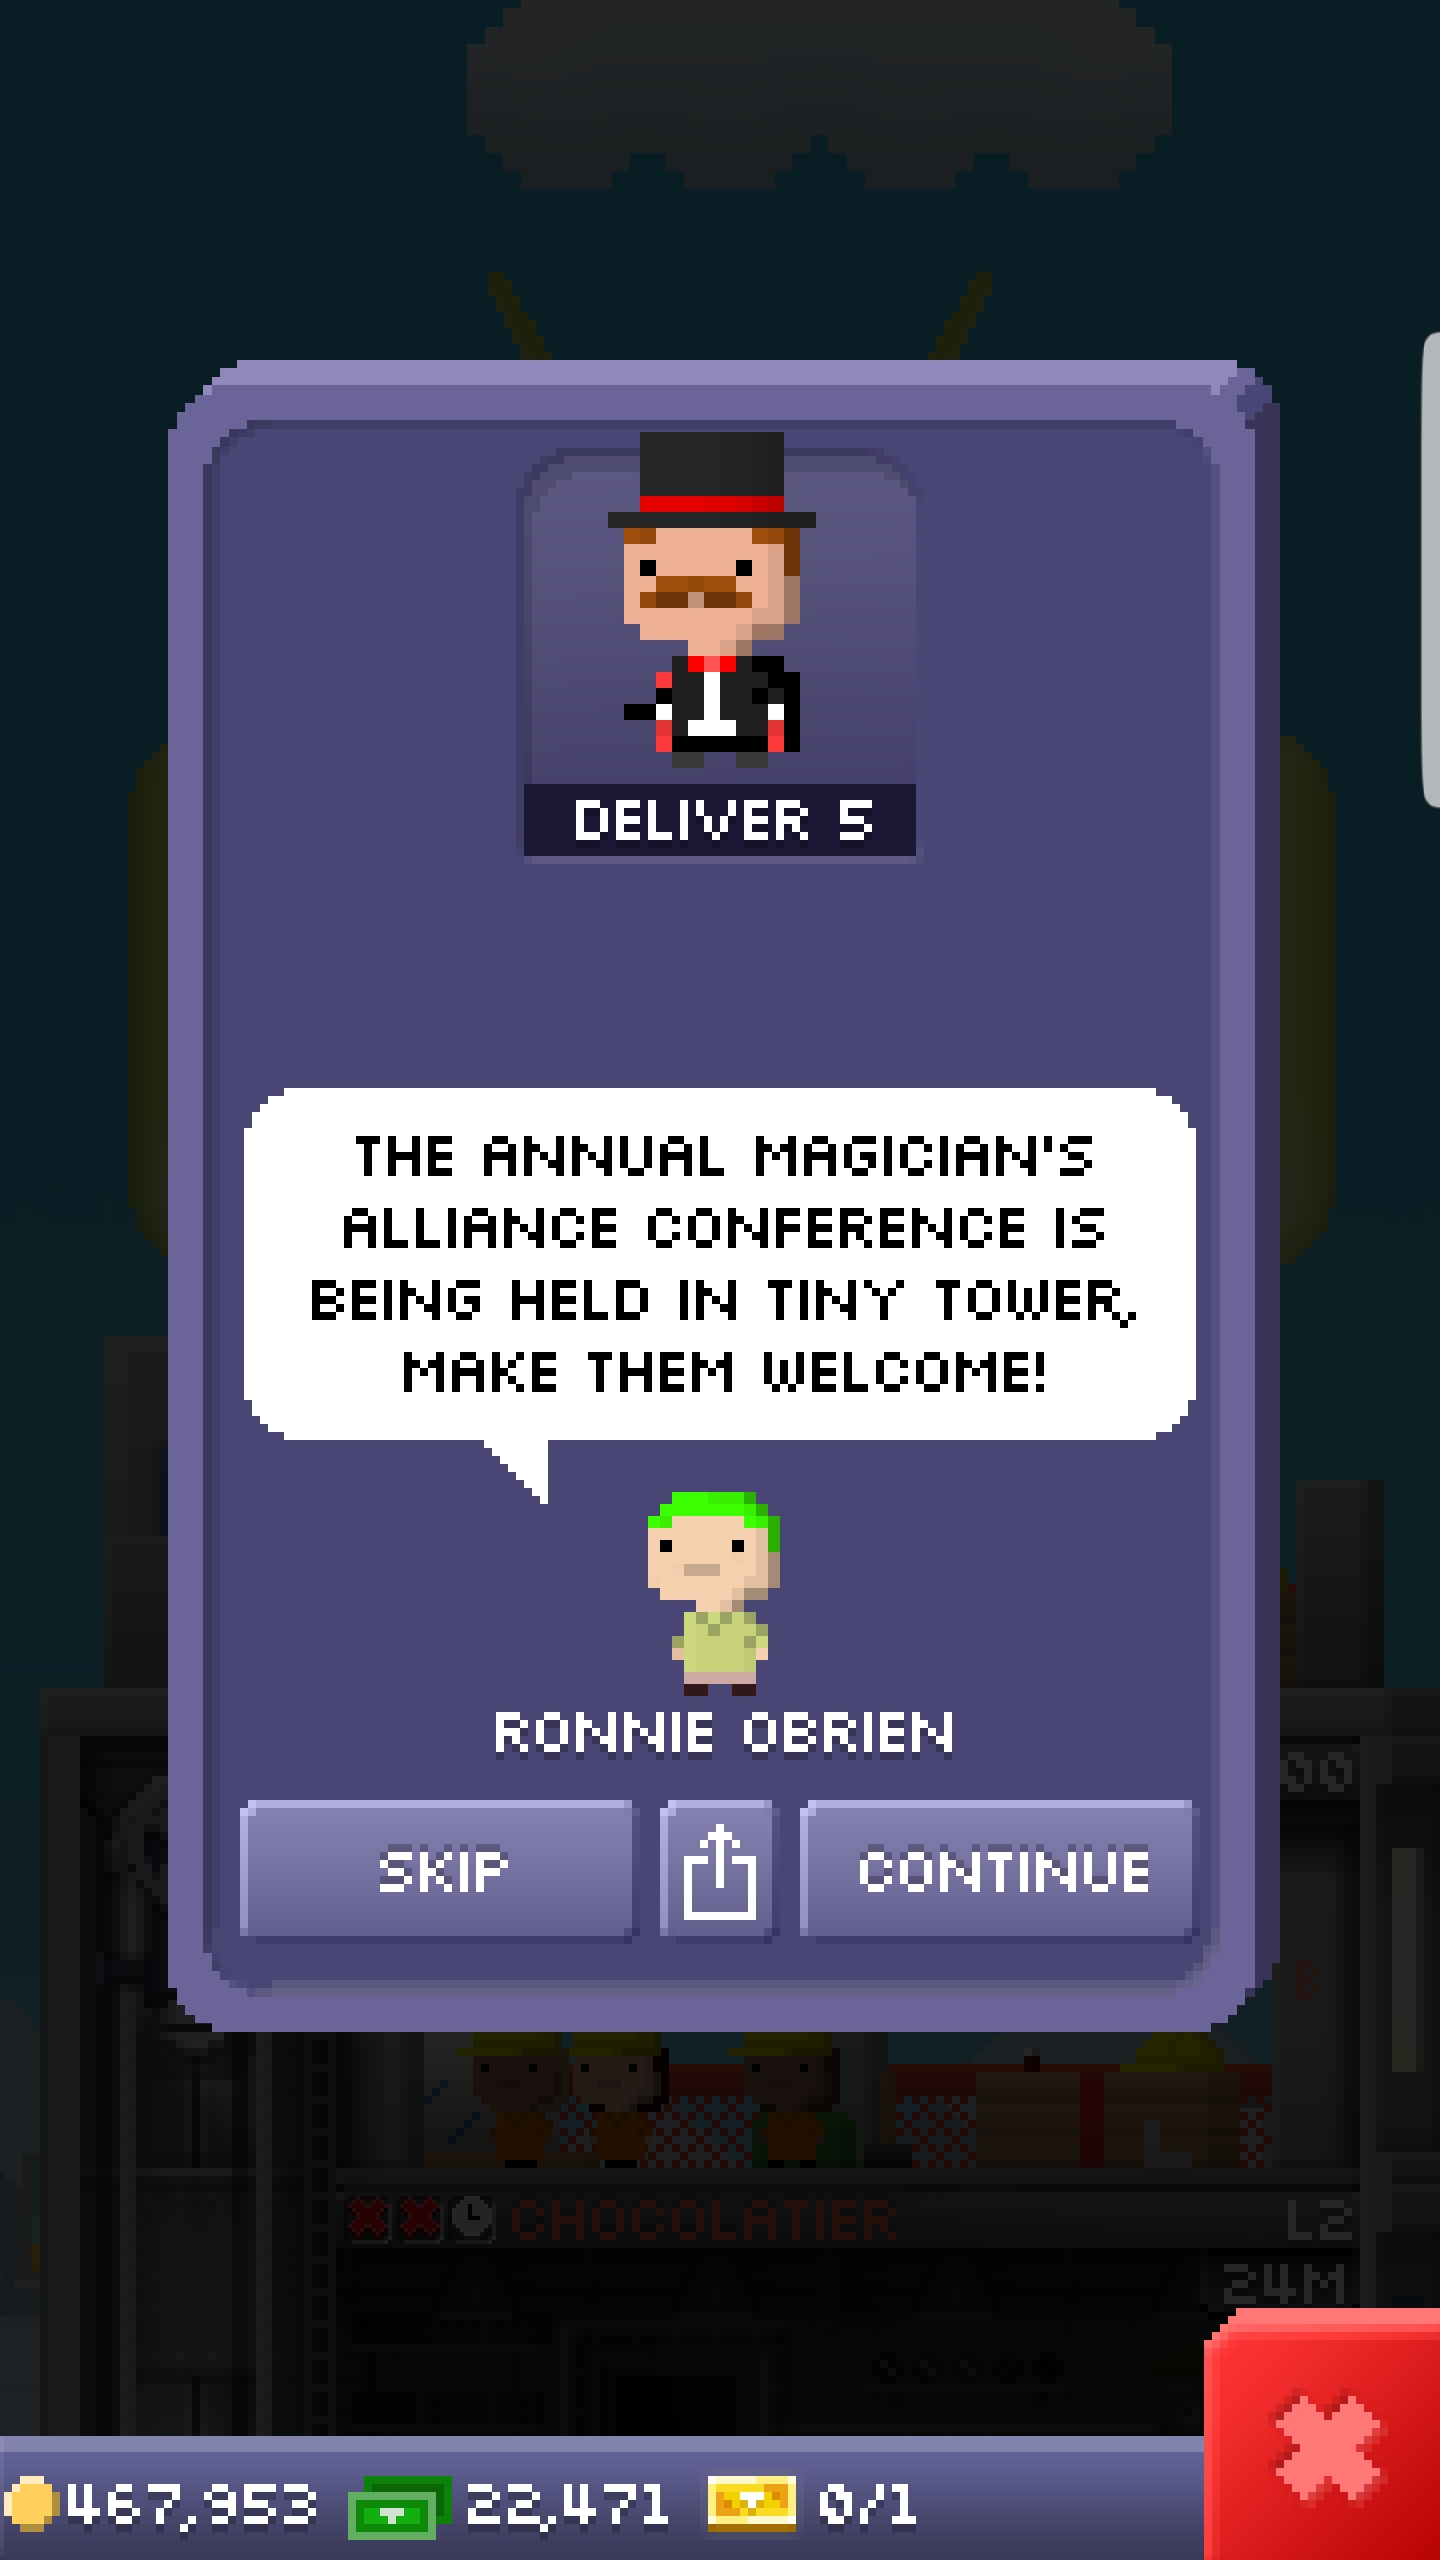 DELIVER 5
THE ANNUAL MAGICIAN'S
ALLIANCE CONFERENCE IS
BEING HELD IN TINY TOWER,
MAKE THEM WELCOME!
RONNIE OBRIEN
SKIP
CONTINUE
00
B
CHOCOLATIER L2
24M
467,953 22,471 0/1